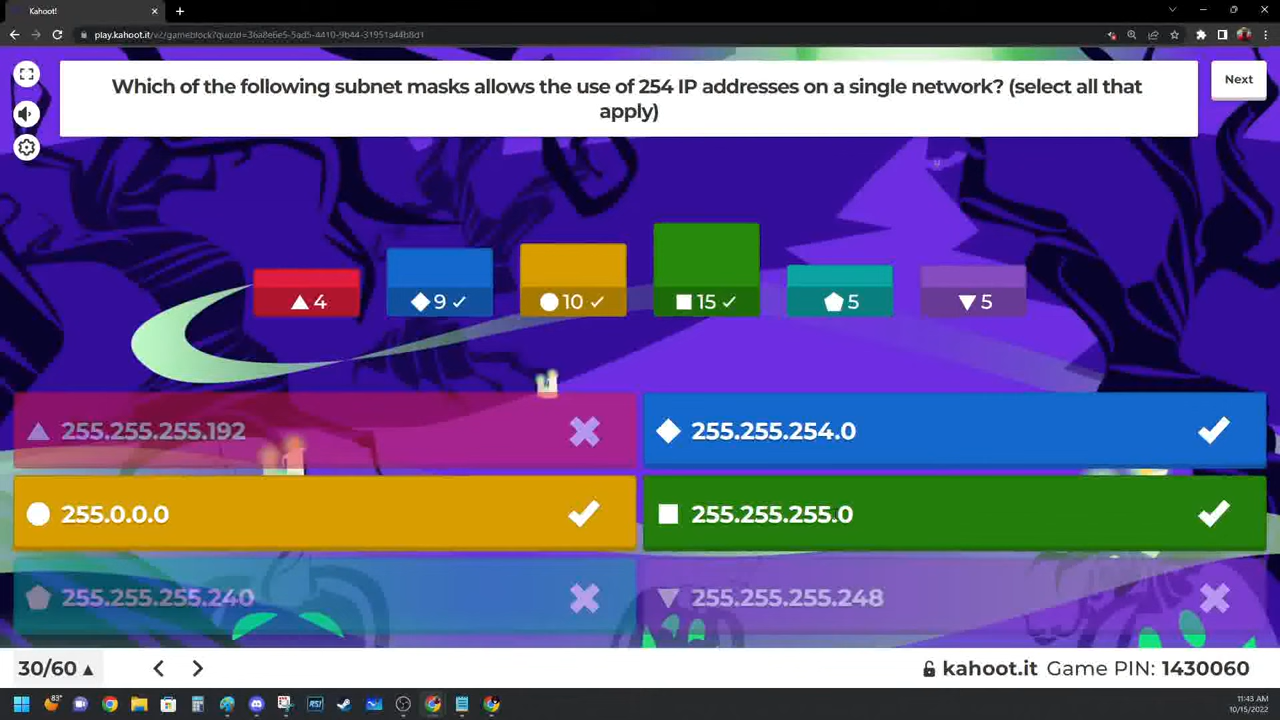 Kahoot!
play.kahoot.it/v2/gameblock?quizId=36a8e6e5-5ad5-4410-9b44-31951a44b8d1
Which of the following subnet masks allows the use of 254 IP addresses on a single network? (select all that
apply)
Next
4
9
10
15
5
5
255.255.255.192
255.255.254.0
255.0.0.0
255.255.255.0
255.255.255.240
255.255.255.248
30/60
kahoot.it Game PIN: 1430060
83°
RSI
11:43 AM
10/15/2022